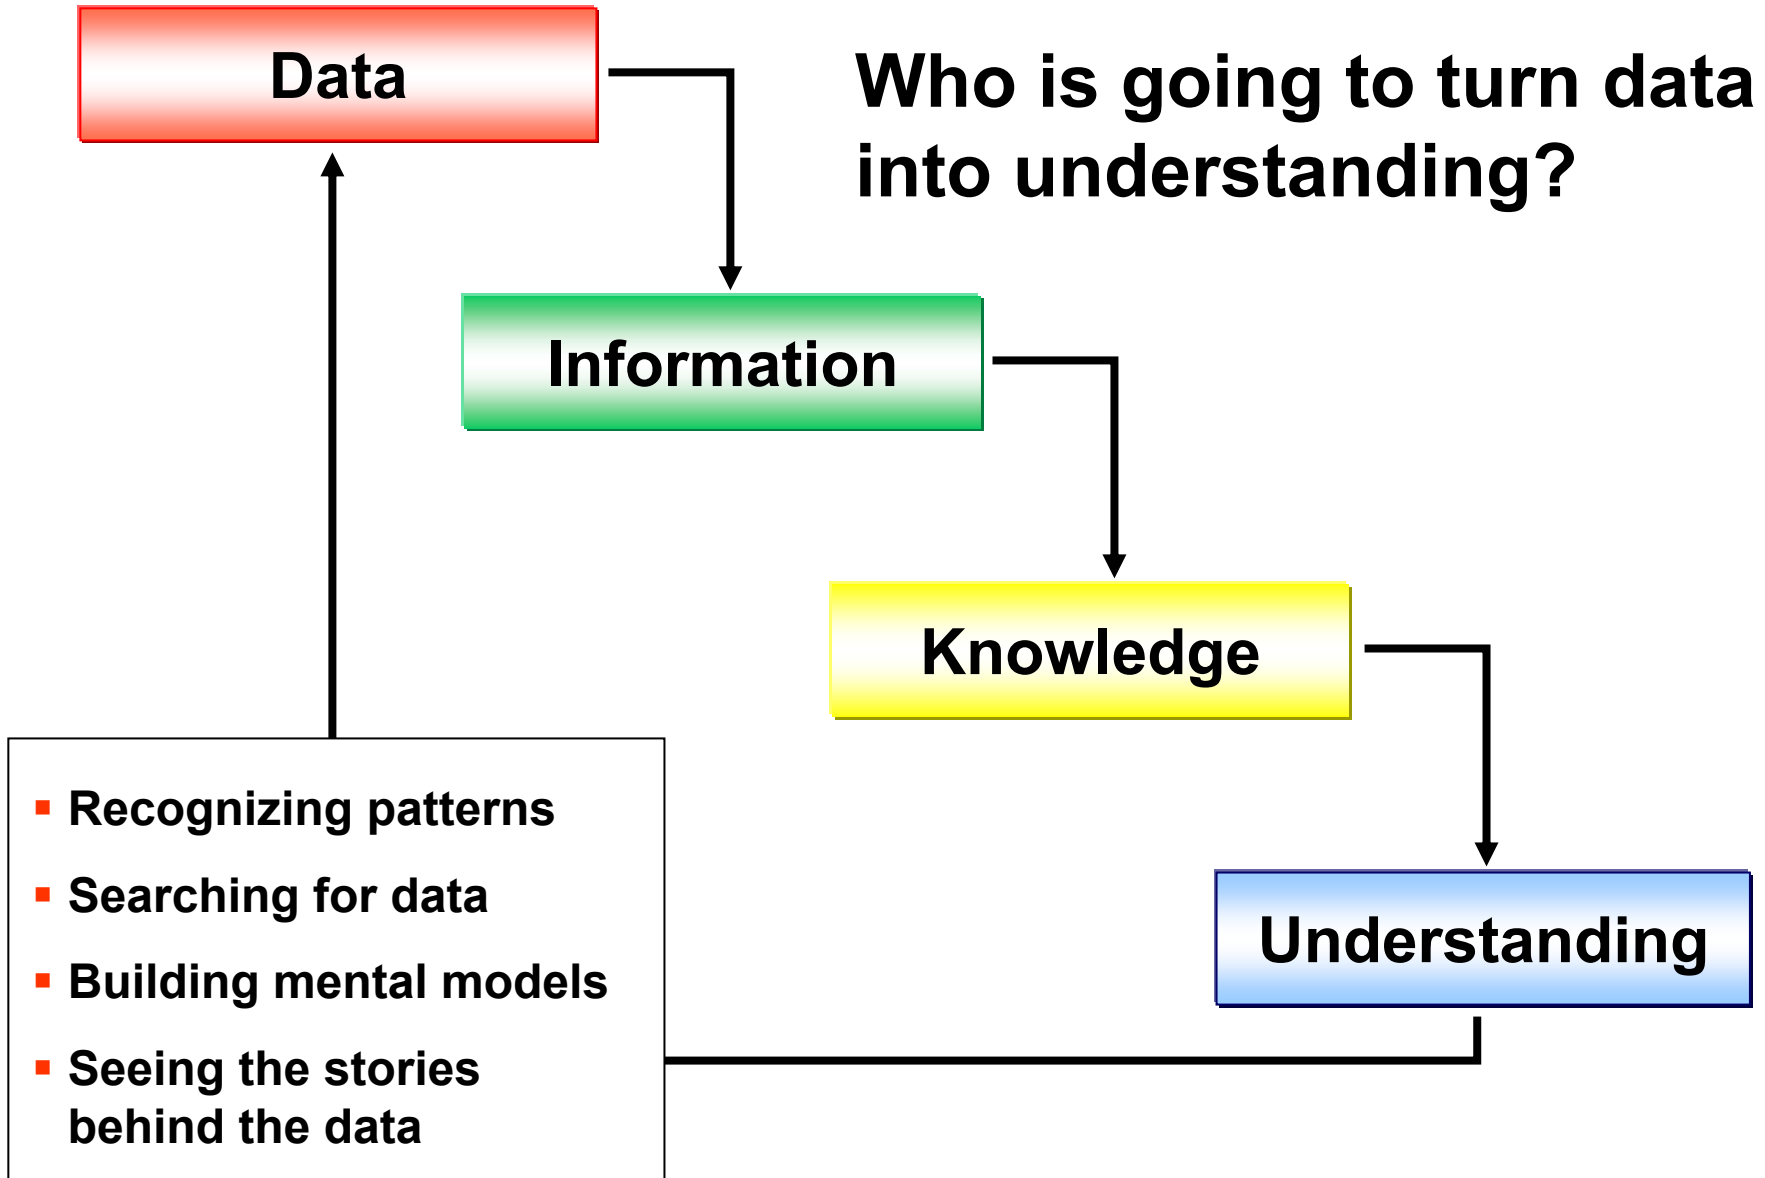 Data
Who is going to turn data
into understanding?
Information
Knowledge
Understanding
Recognizing patterns
Searching for data
Building mental models
Seeing the stories
behind the data